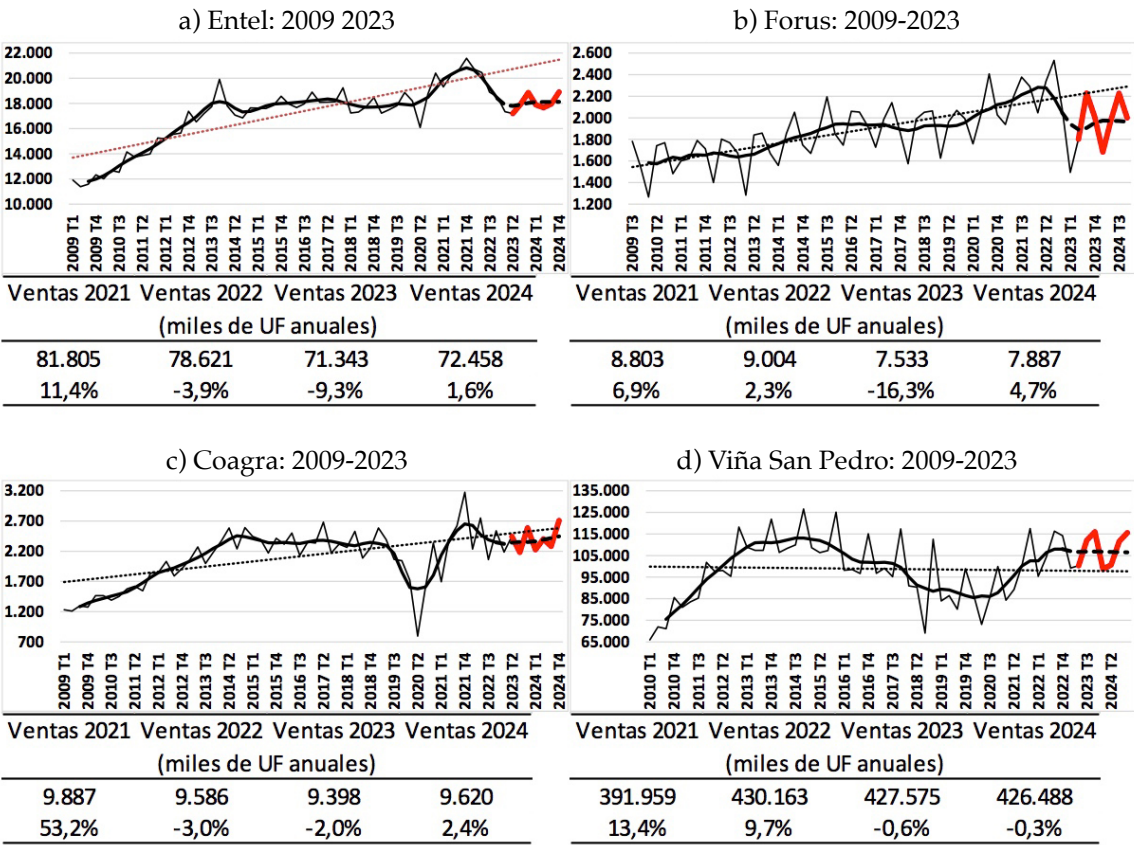 a) Entel: 2009 2023
22.000
20.000
18.000
16.000
14.000
12.000
10.000
2009 T1
2009 T4
2010 T3
2011 T2
2012 T1
2012 T4
2013 T3
2014 T2
2015 T1
2015 T4
2016 T3
2017 T2
2018 T1
2018 T4
2019 T3
2020 T2
2021 T1
2021 T4
2022 T3
2023 T2
2024 T1
2024 T4
Ventas 2021 Ventas 2022 Ventas 2023 Ventas 2024
(miles de UF anuales)
81.805 78.621 71.343 72.458
11,4% -3,9% -9,3% 1,6%
b) Forus: 2009-2023
2.600
2.400
2.200
2.000
1.800
1.600
1.400
1.200
2009 T3
2010 T2
2011 T1
2011 T4
2012 T3
2013 T2
2014 T1
2014 T4
2015 T3
2016 T2
2017 T1
2017 T4
2018 T3
2019 T2
2020 T1
2020 T4
2021 T3
2022 T2
2023 T1
2023 T4
2024 T3
Ventas 2021 Ventas 2022 Ventas 2023 Ventas 2024
(miles de UF anuales)
8.803 9.004 7.533 7.887
6,9% 2,3% -16,3% 4,7%
c) Coagra: 2009-2023
3.200
2.700
2.200
1.700
1.200
700
2009 T1
2009 T4
2010 T3
2011 T2
2012 T1
2012 T4
2013 T3
2014 T2
2015 T1
2015 T4
2016 T3
2017 T2
2018 T1
2018 T4
2019 T3
2020 T2
2021 T1
2021 T4
2022 T3
2023 T2
2024 T1
2024 T4
Ventas 2021 Ventas 2022 Ventas 2023 Ventas 2024
(miles de UF anuales)
9.887 9.586 9.398 9.620
53,2% -3,0% -2,0% 2,4%
d) Viña San Pedro: 2009-2023
135.000
125.000
115.000
105.000
95.000
85.000
75.000
65.000
2010 T1
2010 T4
2011 T3
2012 T2
2013 T1
2013 T4
2014 T3
2015 T2
2016 T1
2016 T4
2017 T3
2018 T2
2019 T1
2019 T4
2020 T3
2021 T2
2022 T1
2022 T4
2023 T3
2024 T2
Ventas 2021 Ventas 2022 Ventas 2023 Ventas 2024
(miles de UF anuales)
391.959 430.163 427.575 426.488
13,4% 9,7% -0,6% -0,3%